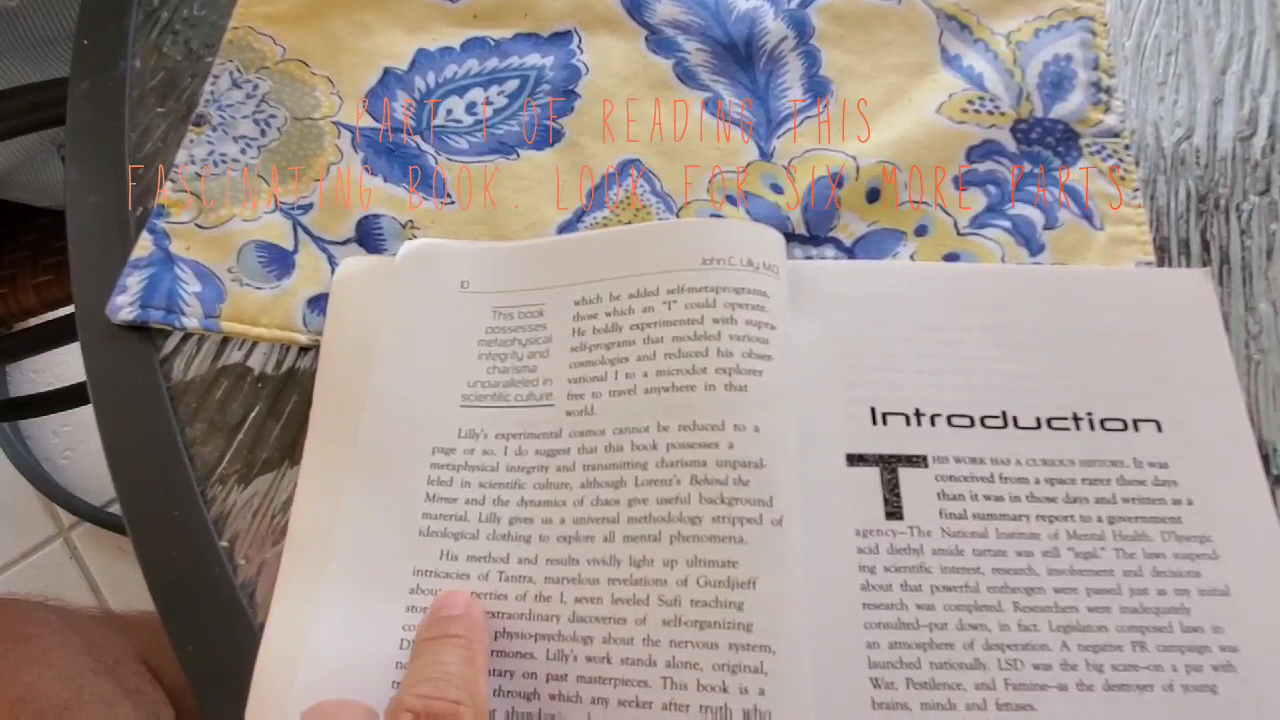 PART 1 OF READING THIS
FASCINATING BOOK. LOOK FOR SIX MORE PARTS.
10
John C. Lilly, M.D.
This book
possesses
metaphysical
integrity and
charisma
unparalleled in
scientific culture.
which he added self-metaprograms,
those which an "I" could operate.
He boldly experimented with supra-
self-programs that modeled various
cosmologies and reduced his obser-
vational I to a microdot explorer
free to travel anywhere in that
world.
Lilly's experimental cosmos cannot be reduced to a
page or so. I do suggest that this book possesses a
metaphysical integrity and transmitting charisma unparal-
leled in scientific culture, although Lorenz's Behind the
Mirror and the dynamics of chaos give useful background
material. Lilly gives us a universal methodology stripped of
ideological clothing to explore all mental phenomena.
His method and results vividly light up ultimate
intricacies of Tantra, marvelous revelations of Gurdjieff
perties of the I, seven leveled Sufi teaching
extraordinary discoveries of self-organizing
physio-psychology about the nervous system,
rmones. Lilly's work stands alone, original,
ntary on past masterpieces. This book is a
through which any seeker after truth who
Introduction
THIS WORK HAS A CURIOUS HISTORY. It was
conceived from a space rarer these days
than it was in those days and written as a
final summary report to a government
agency—The National Institute of Mental Health. D'lysergic
acid diethyl amide tartate was still "legal." The laws suspend-
ing scientific interest, research, involvement and decisions
about that powerful entheogen were passed just as my initial
research was completed. Researchers were inadequately
consulted—put down, in fact. Legislators composed laws in
an atmosphere of desperation. A negative PR campaign was
launched nationally. LSD was the big scare—on a par with
War, Pestilence, and Famine—as the destroyer of young
brains, minds and fetuses.